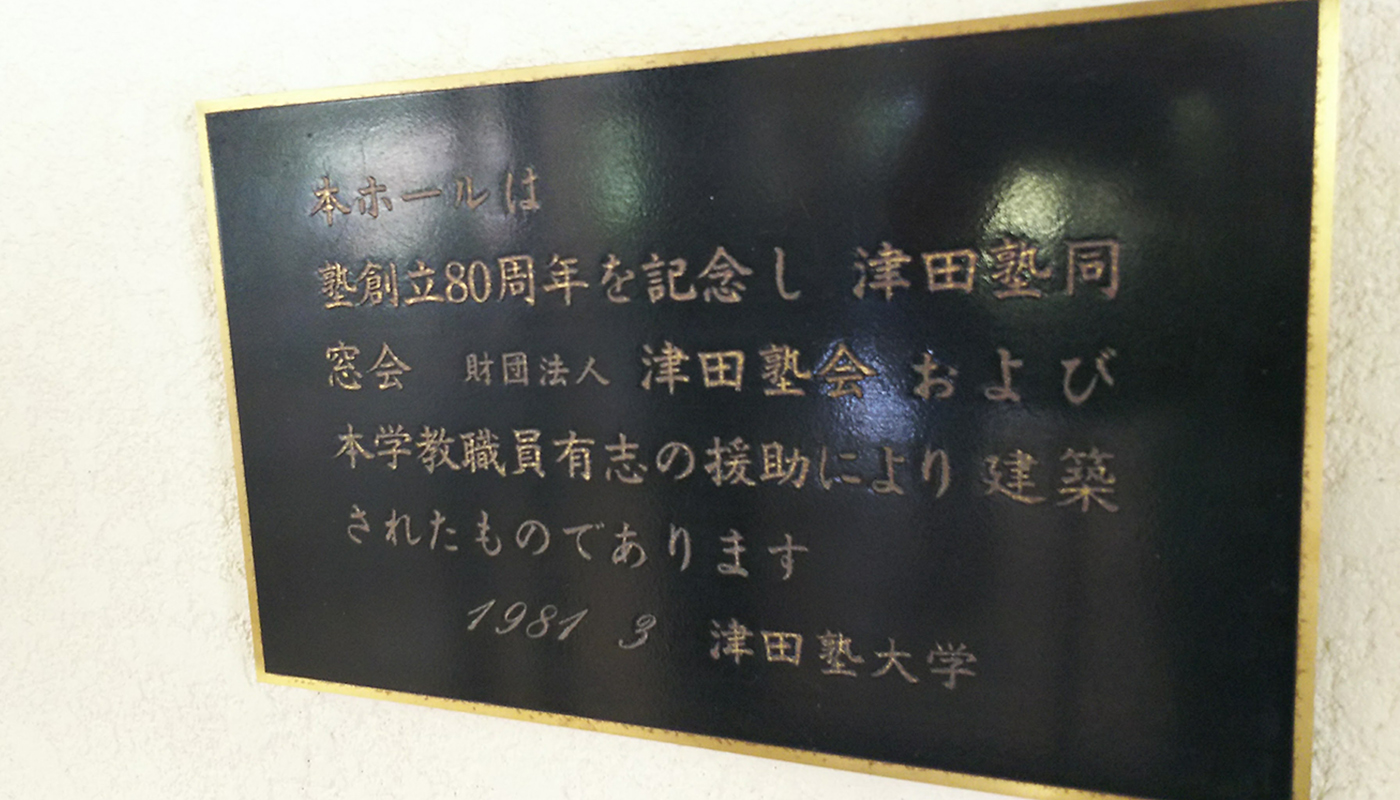 本ホールは
塾創立80周年を記念し 津田塾同
窓会 財団法人 津田塾会 および
本学教職員有志の援助により 建築
されたものであります
1981 3 津田塾大学